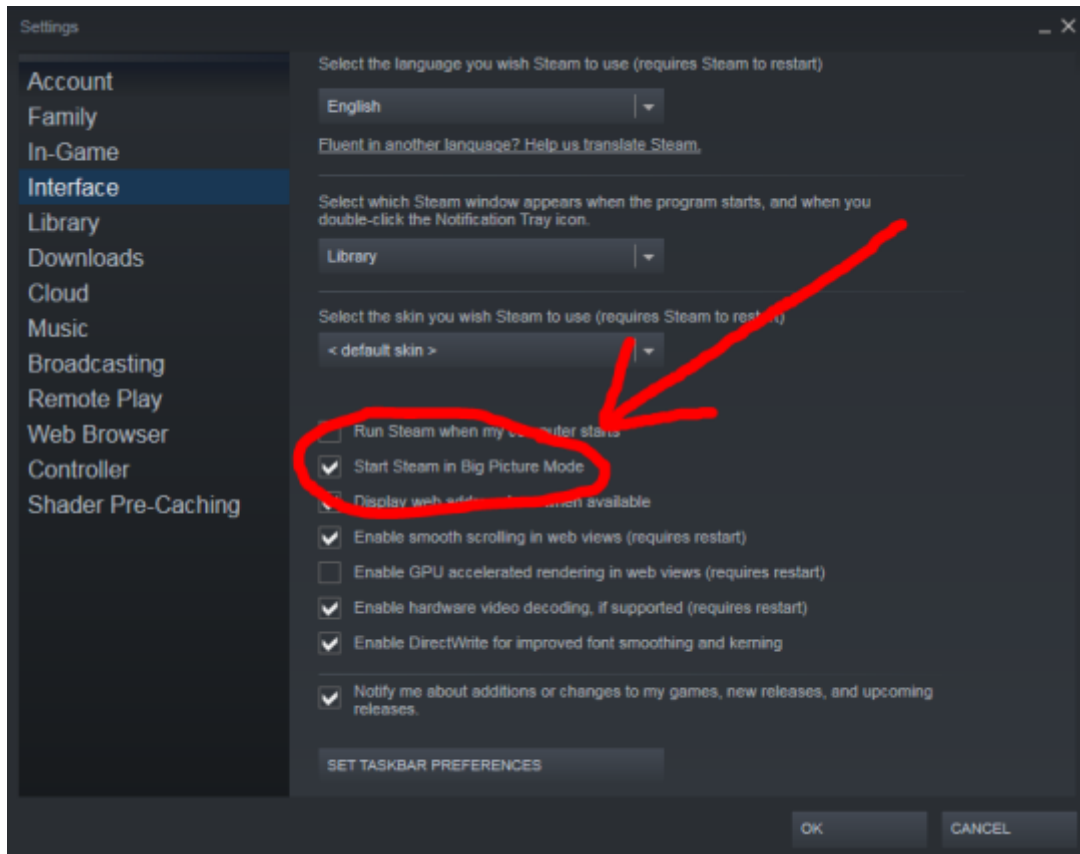 Settings
Account
Family
In-Game
Interface
Library
Downloads
Cloud
Music
Broadcasting
Remote Play
Web Browser
Controller
Shader Pre-Caching
Select the language you wish Steam to use (requires Steam to restart)
English
Fluent in another language? Help us translate Steam.
Select which Steam window appears when the program starts, and when you
double-click the Notification Tray icon.
Library
Select the skin you wish Steam to use (requires Steam to restart)
< default skin >
Run Steam when my computer starts
Start Steam in Big Picture Mode
Display web address when available
Enable smooth scrolling in web views (requires restart)
Enable GPU accelerated rendering in web views (requires restart)
Enable hardware video decoding, if supported (requires restart)
Enable DirectWrite for improved font smoothing and kerning
Notify me about additions or changes to my games, new releases, and upcoming
releases.
SET TASKBAR PREFERENCES
OK
CANCEL